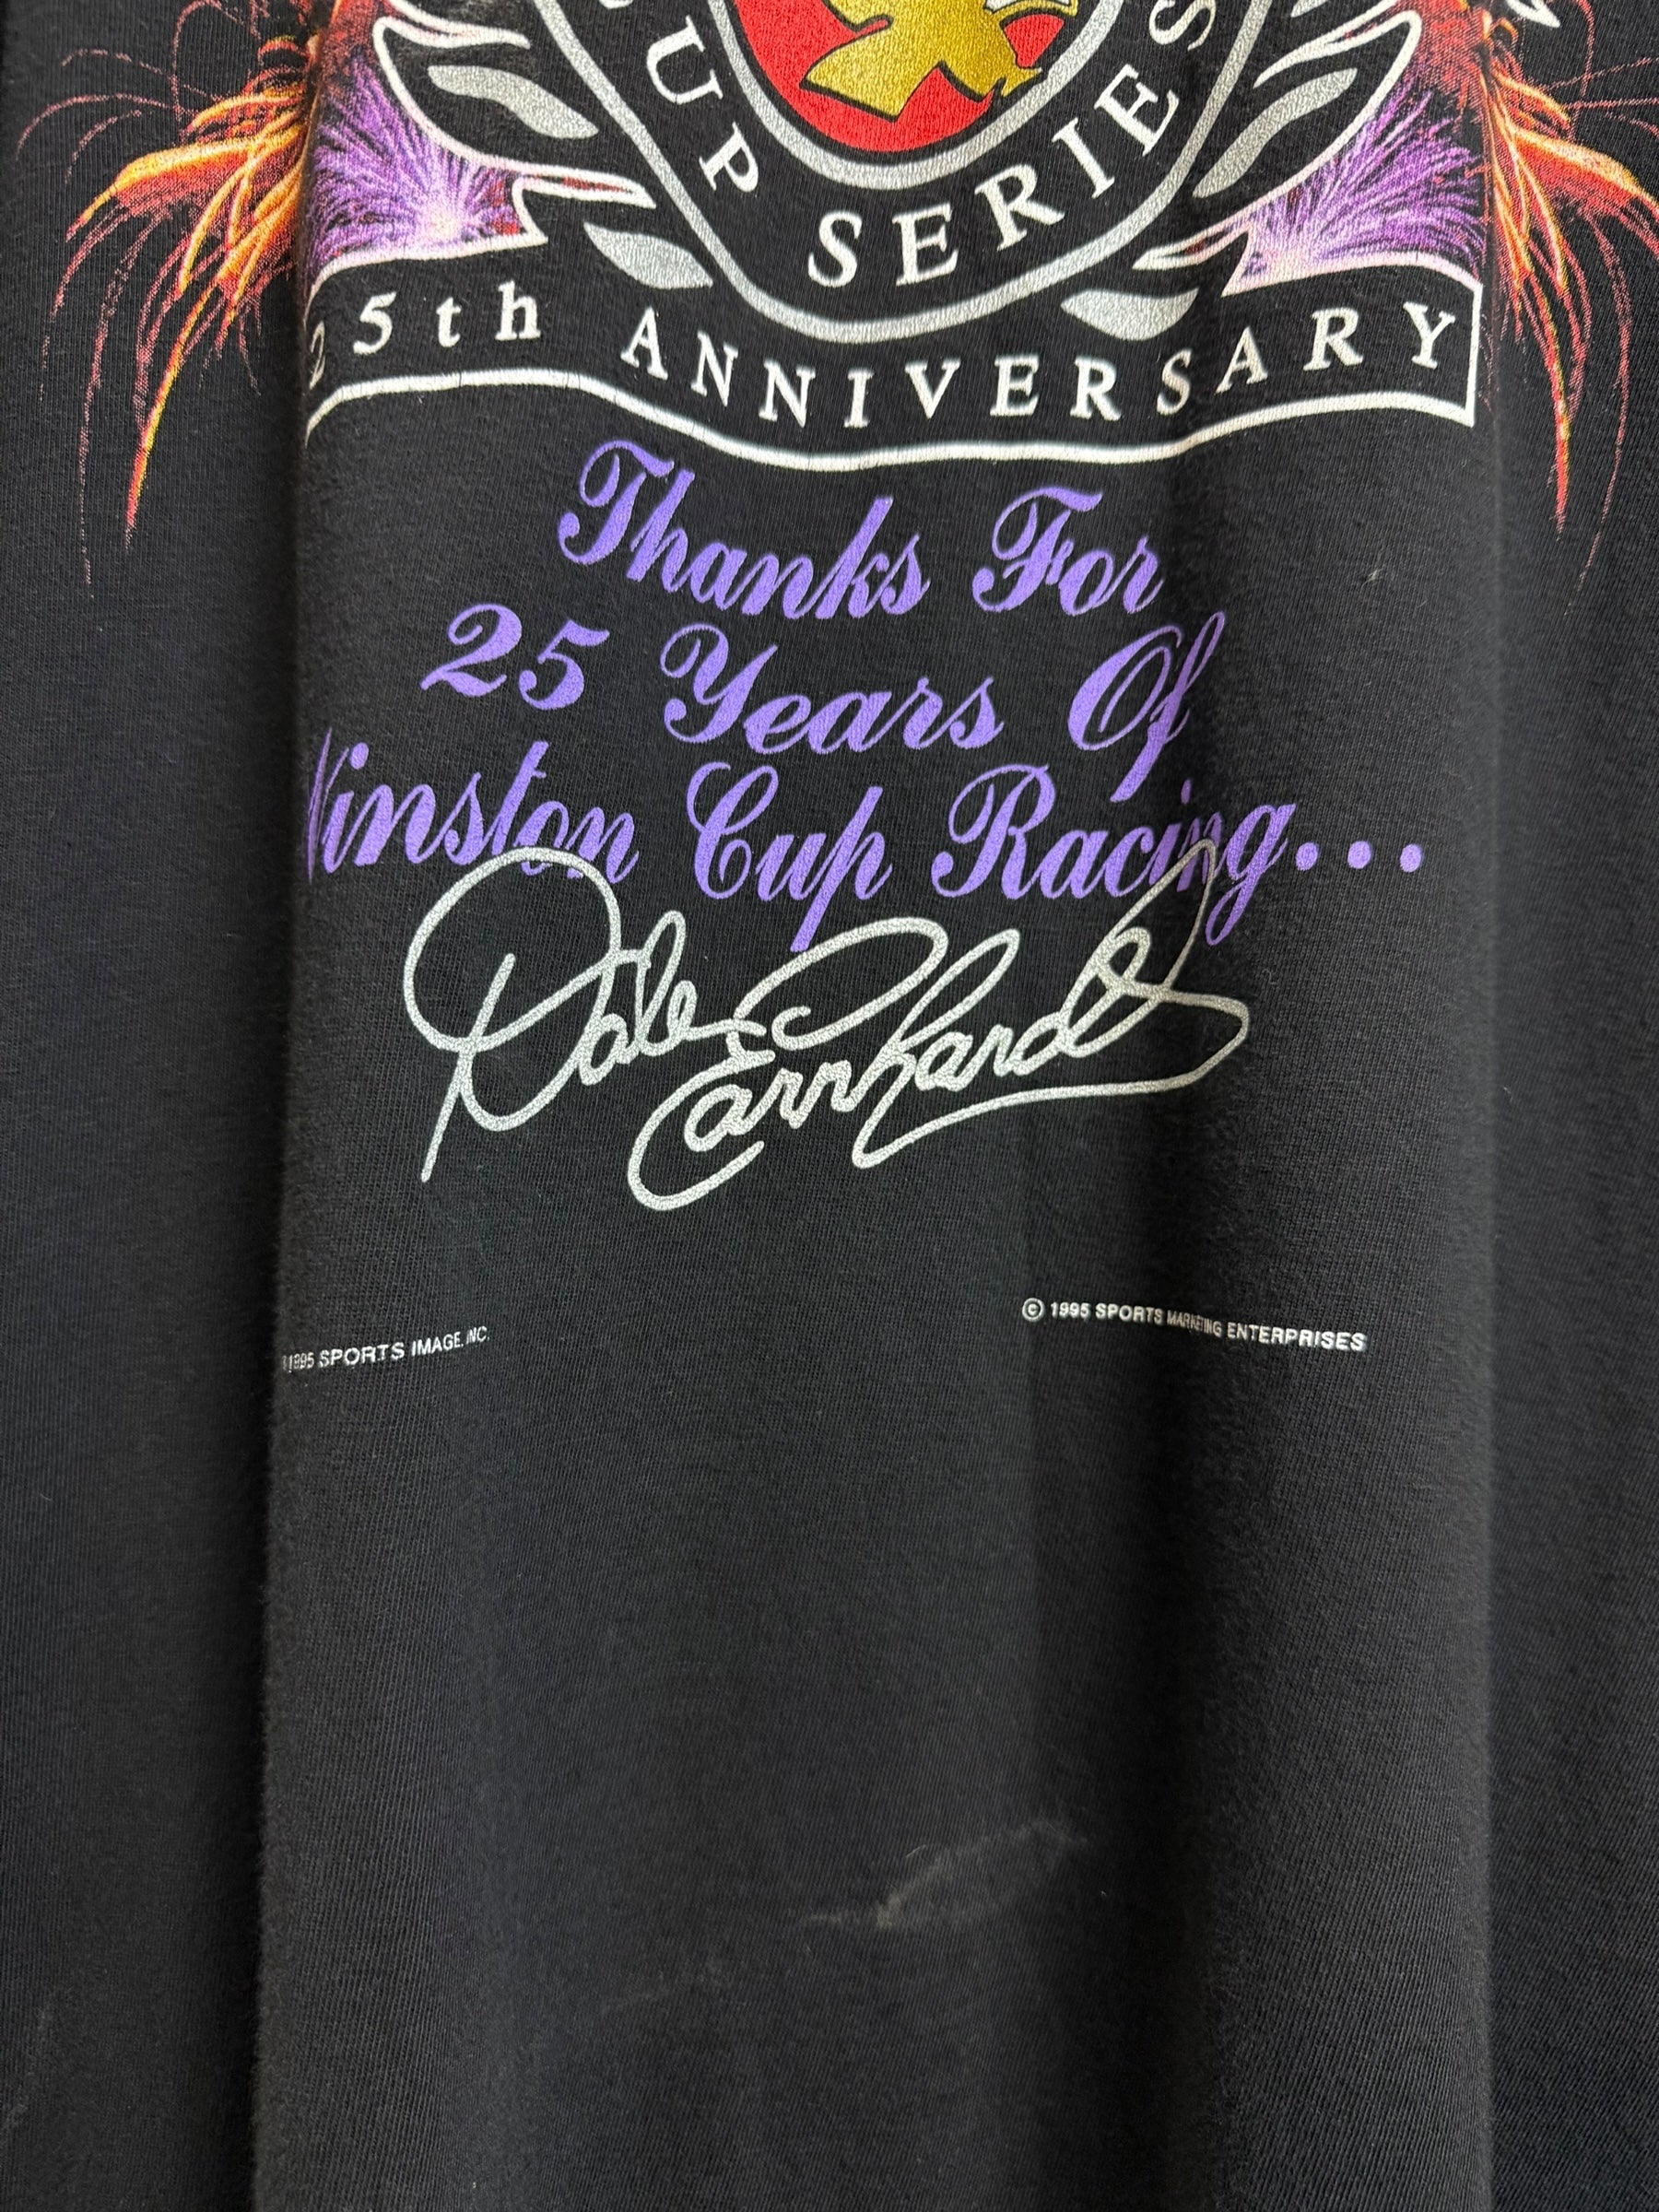 UP SERIES
25th ANNIVERSARY
Thanks For
25 Years Of
Winston Cup Racing...
Dale Earnhardt
© 1995 SPORTS MARKETING ENTERPRISES
1995 SPORTS IMAGE, INC.